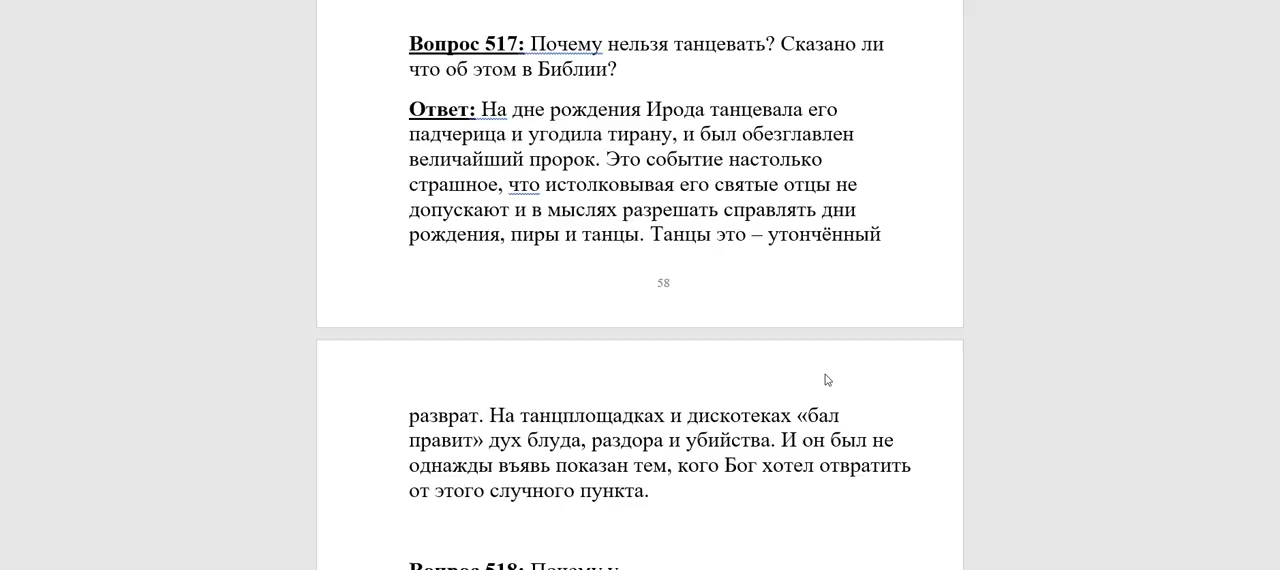 Вопрос 517: Почему нельзя танцевать? Сказано ли
что об этом в Библии?
Ответ: На дне рождения Ирода танцевала его
падчерица и угодила тирану, и был обезглавлен
величайший пророк. Это событие настолько
страшное, что истолковывая его святые отцы не
допускают и в мыслях разрешать справлять дни
рождения, пиры и танцы. Танцы это – утончённый
58
разврат. На танцплощадках и дискотеках «бал
правит» дух блуда, раздора и убийства. И он был не
однажды въявь показан тем, кого Бог хотел отвратить
от этого случного пункта.
Вопрос 518: Почему у